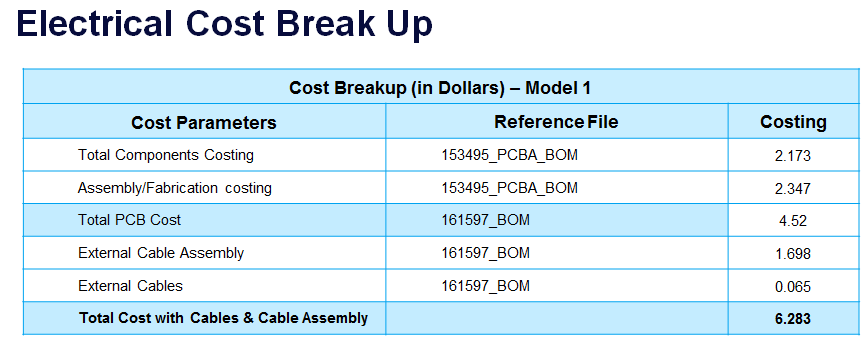 Electrical Cost Break Up
Cost Breakup (in Dollars) – Model 1
Cost Parameters Reference File Costing
Total Components Costing 153495_PCBA_BOM 2.173
Assembly/Fabrication costing 153495_PCBA_BOM 2.347
Total PCB Cost 161597_BOM 4.52
External Cable Assembly 161597_BOM 1.698
External Cables 161597_BOM 0.065
Total Cost with Cables & Cable Assembly 6.283